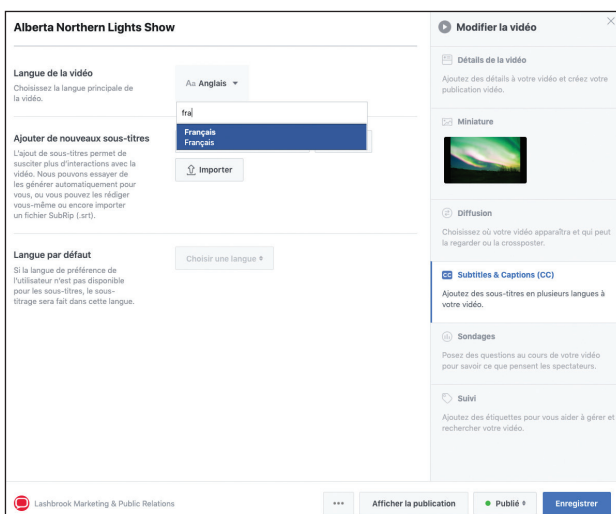 Alberta Northern Lights Show
Langue de la vidéo
Choisissez la langue principale de
la vidéo.
Aa Anglais
fra
Français
Français
Ajouter de nouveaux sous-titres
L'ajout de sous-titres permet de
susciter plus d'interactions avec la
vidéo. Nous pouvons essayer de
les générer automatiquement pour
vous, ou vous pouvez les rédiger
vous-même ou encore importer
un fichier SubRip (.srt).
Importer
Langue par défaut
Si la langue de préférence de
l'utilisateur n'est pas disponible
pour les sous-titres, le sous-
titrage sera fait dans cette langue.
Choisir une langue
Modifier la vidéo
Détails de la vidéo
Ajoutez des détails à votre vidéo et créez votre
publication vidéo.
Miniature
Diffusion
Choisissez où votre vidéo apparaîtra et qui peut
la regarder ou la crossposter.
CC Subtitles & Captions (CC)
Ajoutez des sous-titres en plusieurs langues à
votre vidéo.
Sondages
Posez des questions au cours de votre vidéo
pour savoir ce que pensent les spectateurs.
Suivi
Ajoutez des étiquettes pour vous aider à gérer et
rechercher votre vidéo.
Lashbrook Marketing & Public Relations
Afficher la publication
Publié
Enregistrer